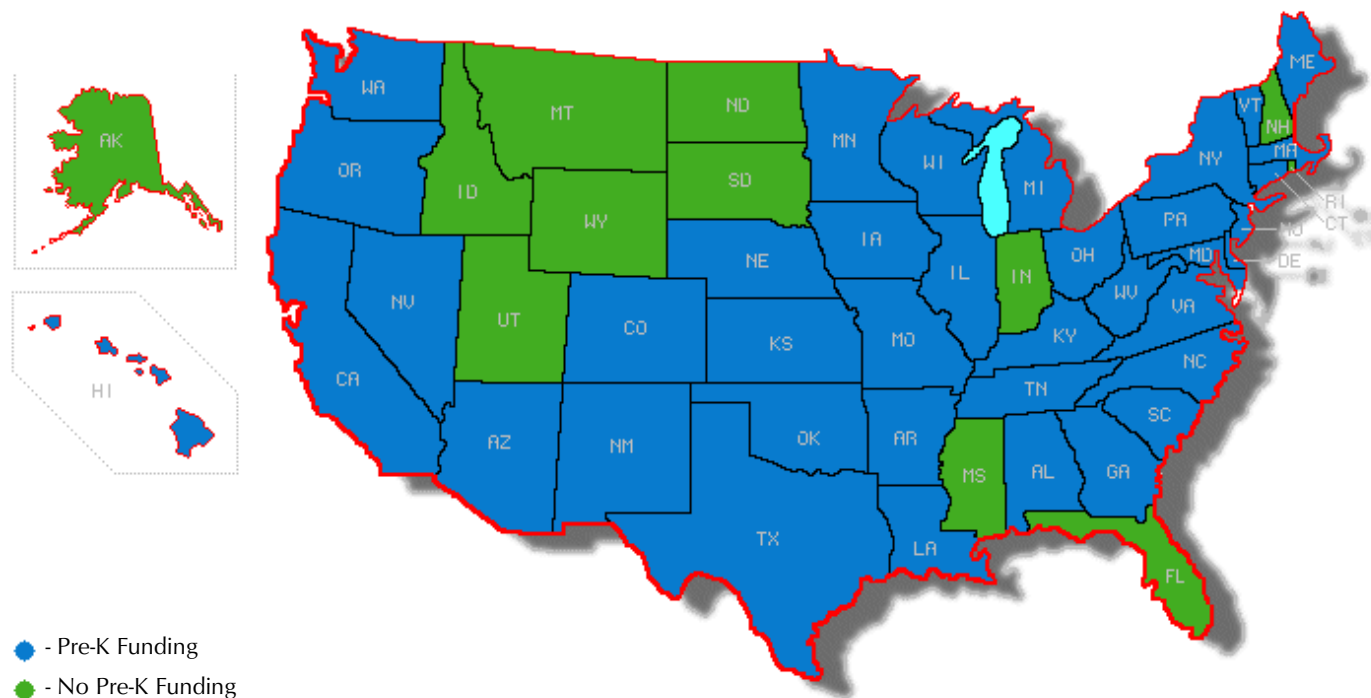 ME
WA
MT
ND
VT
AK
MN
NH
OR
WI
NY
MA
ID
SD
MI
WY
RI
PA
CT
NJ
IA
NE
OH
MD
DE
IL
IN
NV
WV
UT
VA
CO
KY
KS
MO
NC
CA
TN
HI
SC
AZ
NM
OK
AR
MS
AL
GA
TX
LA
FL
- Pre-K Funding
- No Pre-K Funding